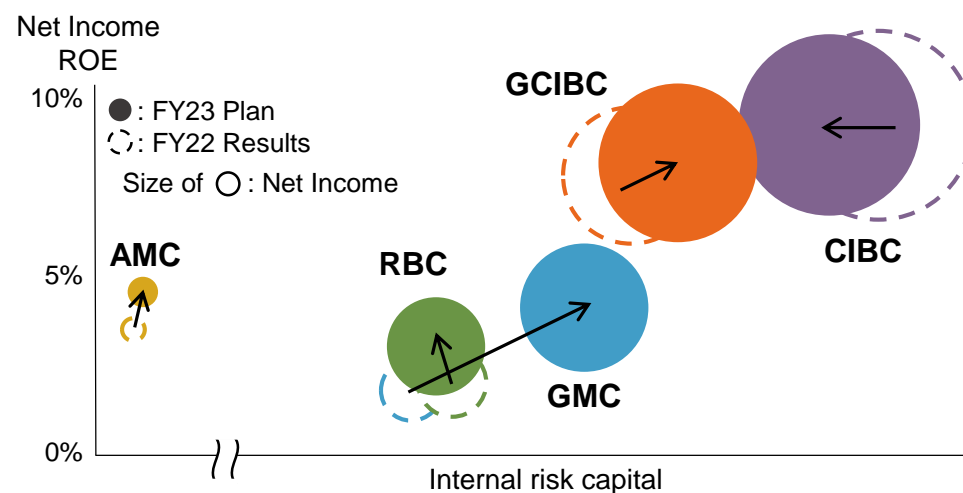 Net Income
ROE
10%
: FY23 Plan
: FY22 Results
Size of : Net Income
GCIBC
CIBC
5%
AMC
RBC
GMC
0%
Internal risk capital